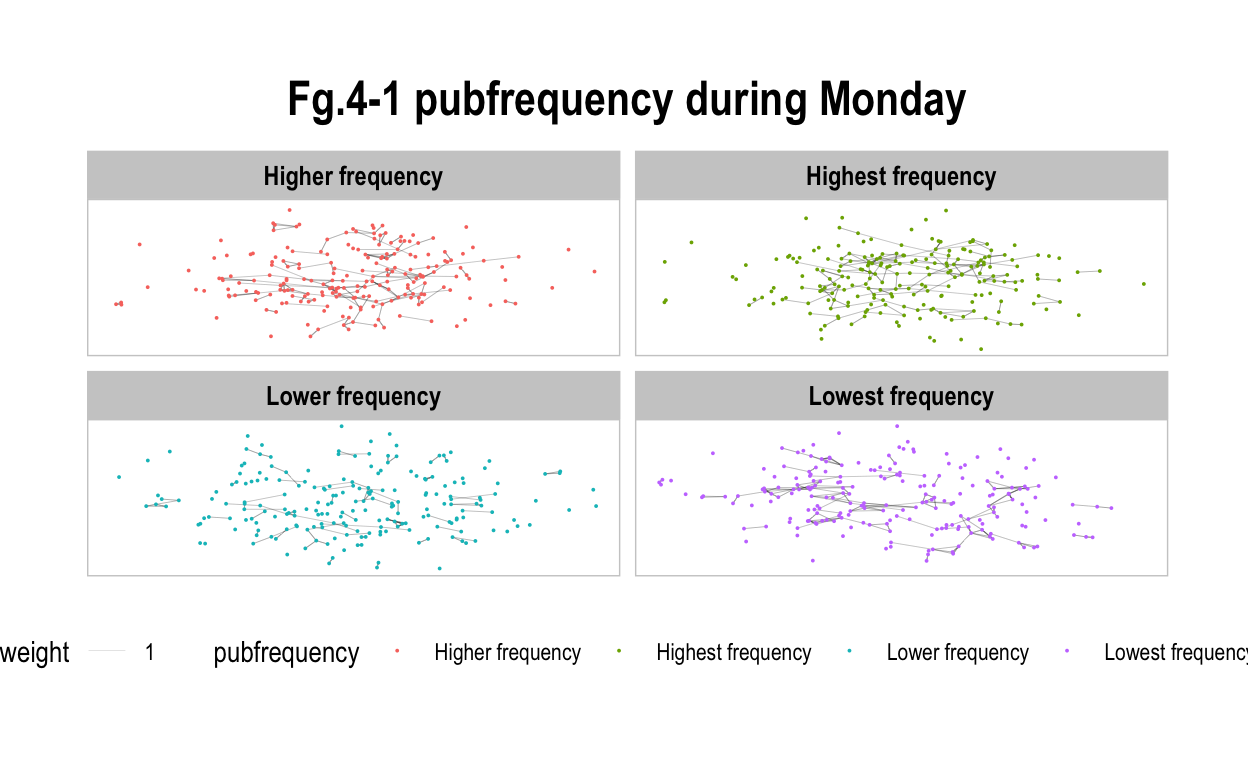 Fg.4-1 pubfrequency during Monday
Higher frequency
Highest frequency
Lower frequency
Lowest frequency
weight 1 pubfrequency Higher frequency Highest frequency Lower frequency Lowest frequency